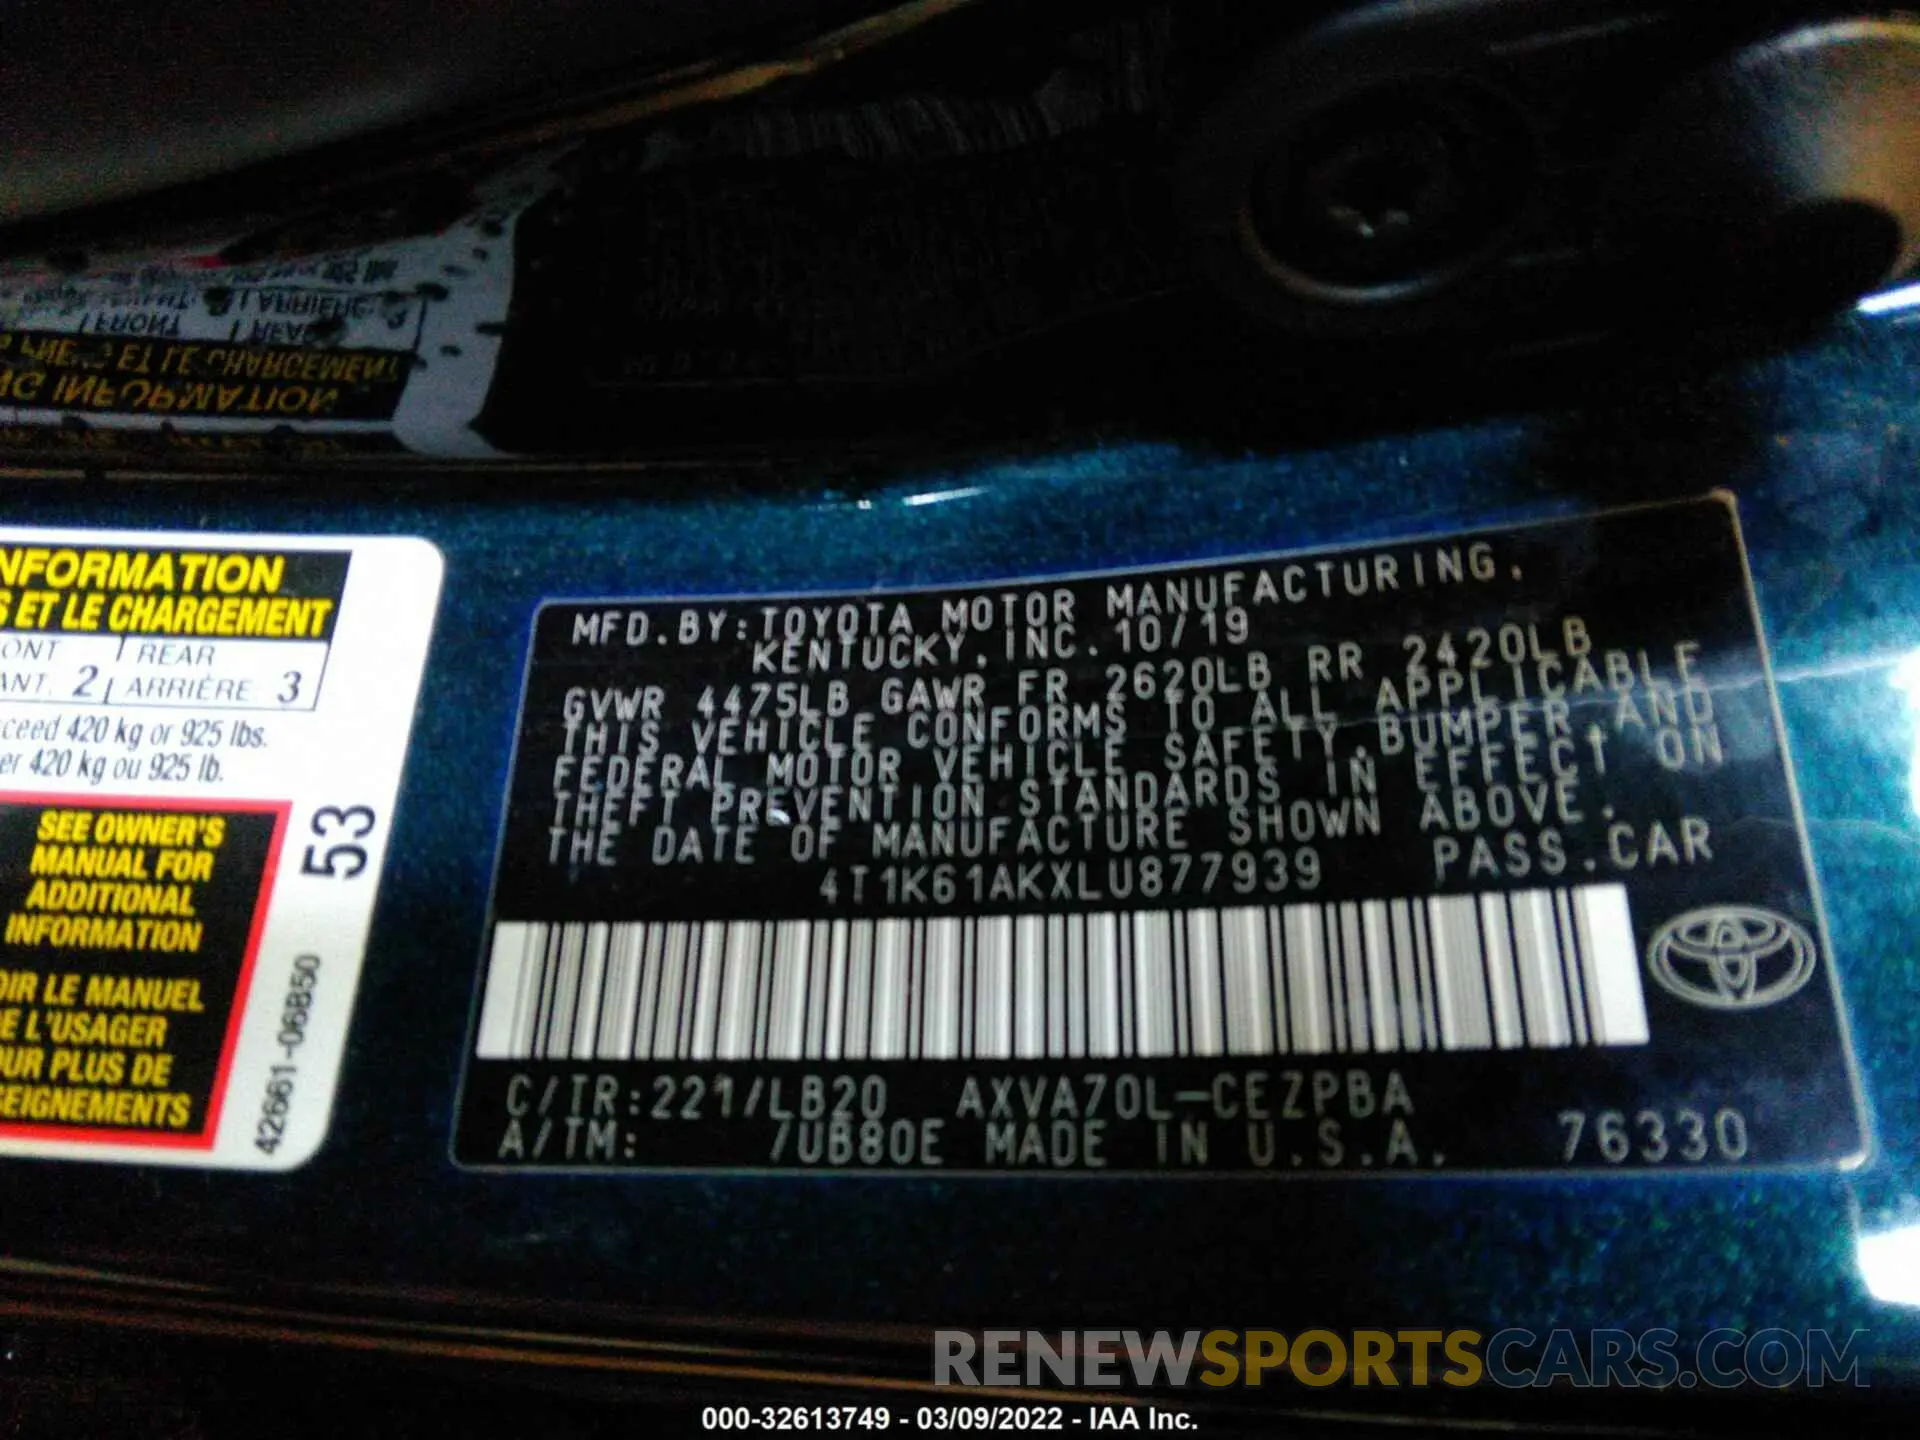 NFORMATION
S ET LE CHARGEMENT
ONT REAR
ANT. 2 ARRIÈRE 3
ceed 420 kg or 925 lbs.
er 420 kg ou 925 lb.
SEE OWNER'S
MANUAL FOR
ADDITIONAL
INFORMATION
OIR LE MANUEL
E L'USAGER
OUR PLUS DE
SEIGNEMENTS
53
42661-06B50
MFD.BY:TOYOTA MOTOR MANUFACTURING,
KENTUCKY, INC. 10/19
GVWR 4475LB GAWR FR 2620LB RR 2420LB
THIS VEHICLE CONFORMS TO ALL APPLICABLE
FEDERAL MOTOR VEHICLE SAFETY,BUMPER,AND
THEFT PREVENTION STANDARDS IN EFFECT ON
THE DATE OF MANUFACTURE SHOWN ABOVE.
4T1K61AKXLU877939 PASS.CAR
C/TR:221/LB20 AXVA70L-CEZPBA
A/TM: /UB80E MADE IN U.S.A. 76330
RENEWSPORTSCARS.COM
000-32613749 - 03/09/2022 - IAA Inc.